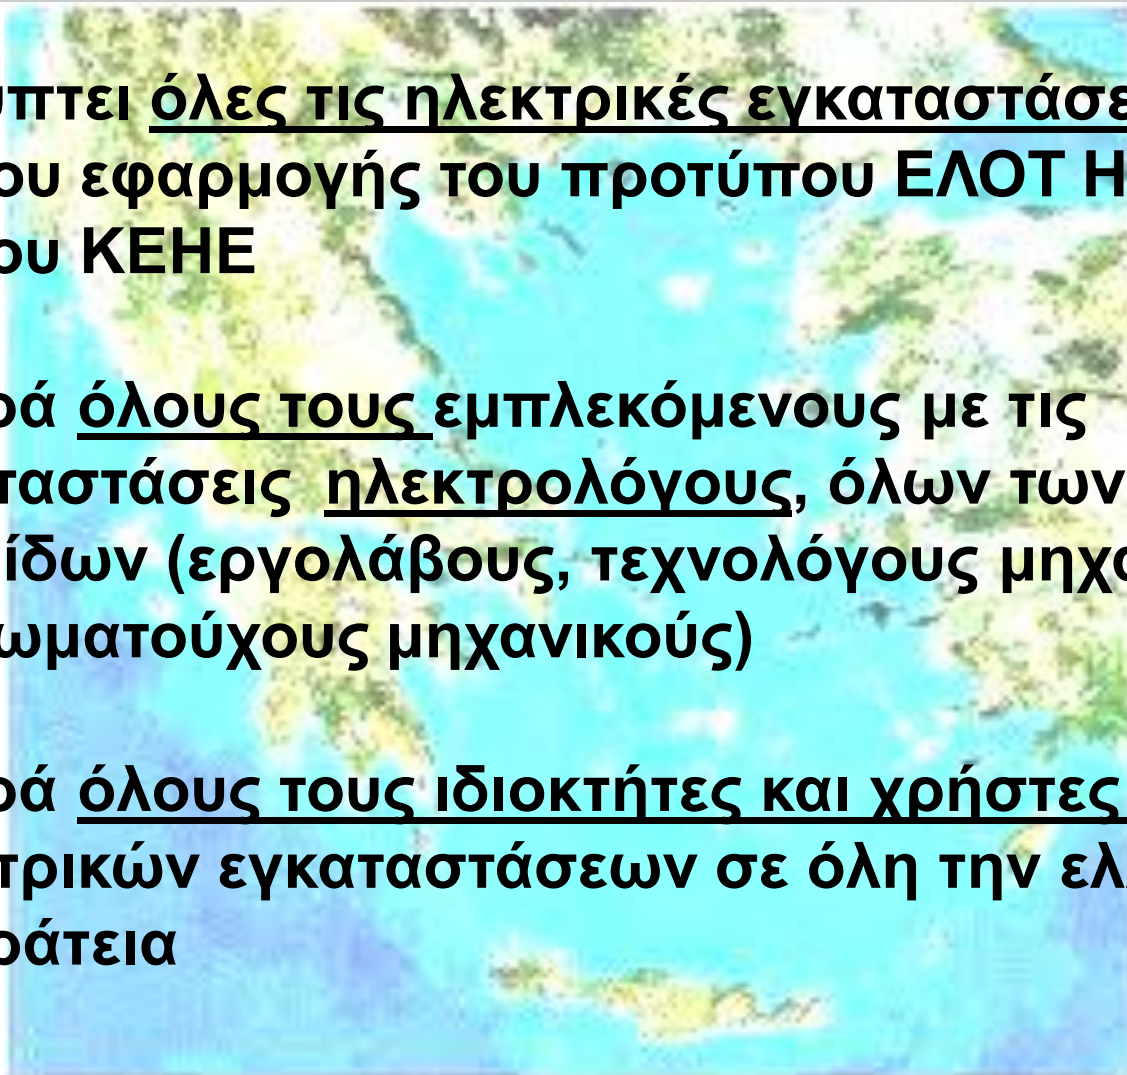 ύπτει όλες τις ηλεκτρικές εγκαταστάσε
ου εφαρμογής του προτύπου ΕΛΟΤ Η
ου ΚΕΗΕ
ρά όλους τους εμπλεκόμενους με τις
ταστάσεις ηλεκτρολόγους, όλων των
ίδων (εργολάβους, τεχνολόγους μηχα
ωματούχους μηχανικούς)
ρά όλους τους ιδιοκτήτες και χρήστες
τρικών εγκαταστάσεων σε όλη την ελ
ράτεια